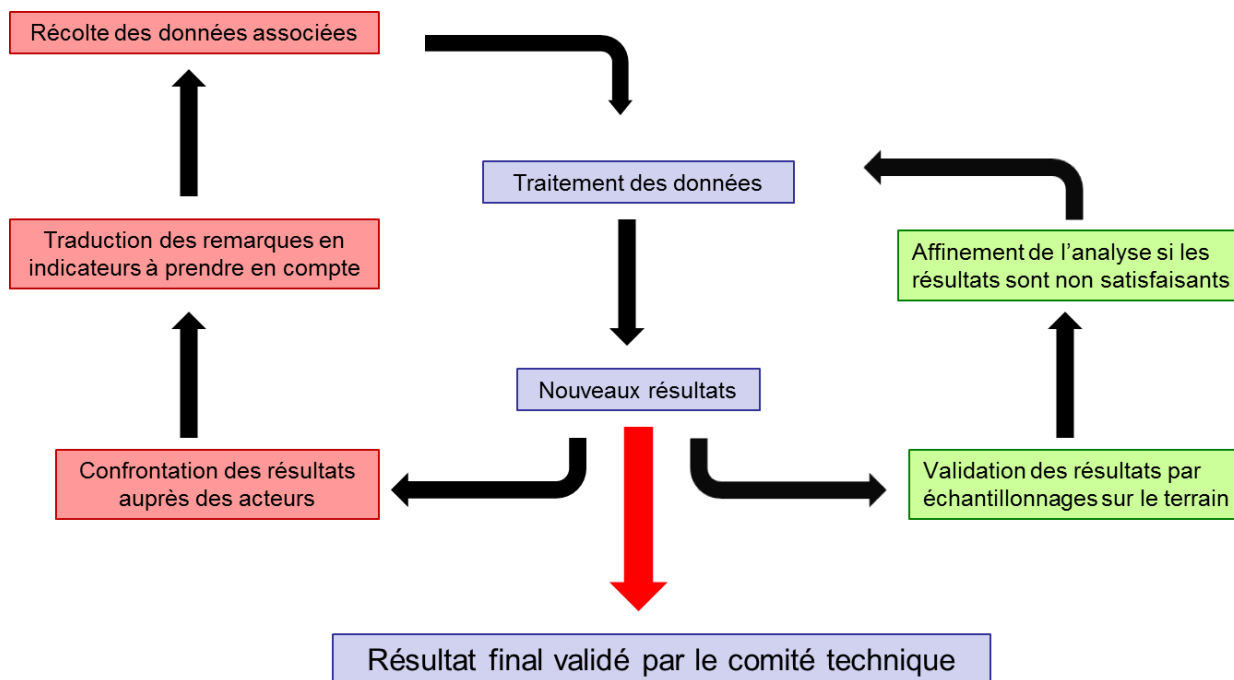 Récolte des données associées
Traitement des données
Traduction des remarques en
indicateurs à prendre en compte
Affinement de l'analyse si les
résultats sont non satisfaisants
Nouveaux résultats
Confrontation des résultats
auprès des acteurs
Validation des résultats par
échantillonnages sur le terrain
Résultat final validé par le comité technique